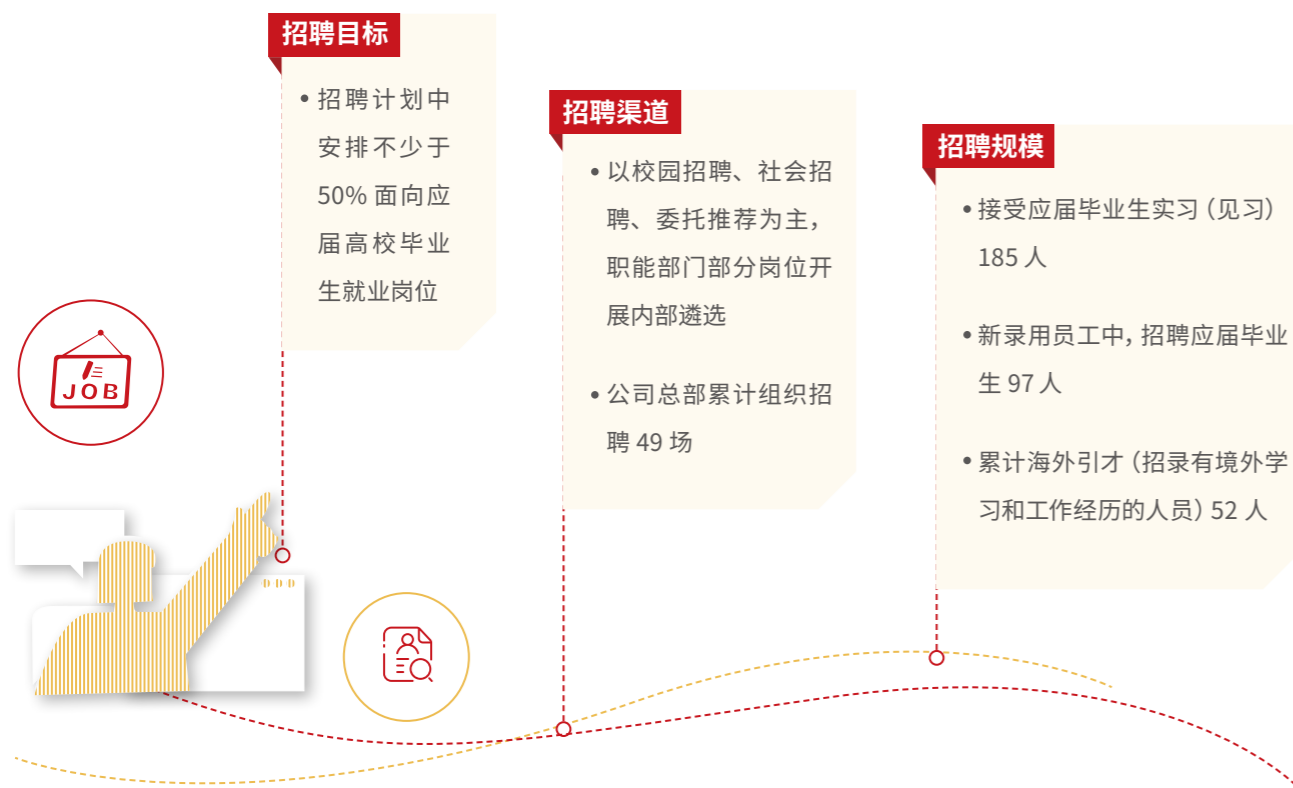 招聘目标
• 招聘计划中
安排不少于
50% 面向应
届高校毕业
生就业岗位
招聘渠道
• 以校园招聘、社会招
聘、委托推荐为主，
职能部门部分岗位开
展内部遴选
• 公司总部累计组织招
聘 49 场
招聘规模
• 接受应届毕业生实习（见习）
185 人
• 新录用员工中，招聘应届毕业
生 97 人
• 累计海外引才（招录有境外学
习和工作经历的人员）52 人
JOB